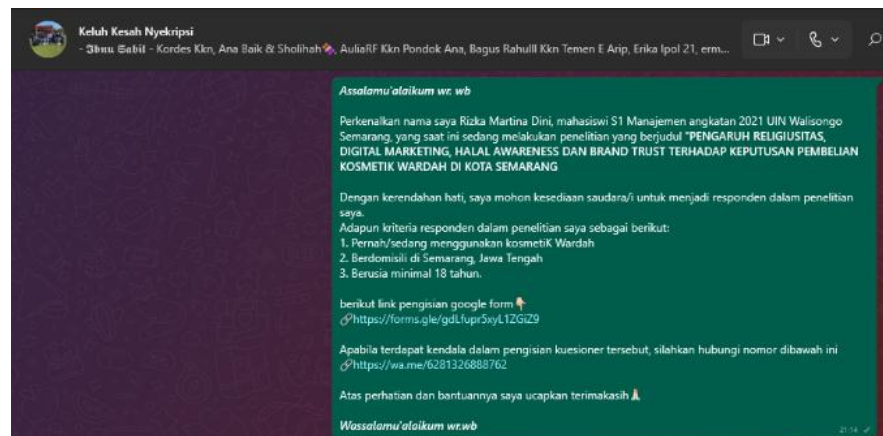 Keluh Kesah Nyekripsi
- 𝕴𝖇𝖓𝖚 𝕾𝖆𝖇𝖎𝖑 - Kordes Kkn, Ana Baik & Sholihah🍫, AuliaRF Kkn Pondok Ana, Bagus Rahulll Kkn Temen E Arip, Erika Ipol 21, erm...
Assalamu'alaikum wr. wb
Perkenalkan nama saya Rizka Martina Dini, mahasiswi S1 Manajemen angkatan 2021 UIN Walisongo
Semarang, yang saat ini sedang melakukan penelitian yang berjudul "PENGARUH RELIGIUSITAS,
DIGITAL MARKETING, HALAL AWARENESS DAN BRAND TRUST TERHADAP KEPUTUSAN PEMBELIAN
KOSMETIK WARDAH DI KOTA SEMARANG
Dengan kerendahan hati, saya mohon kesediaan saudara/i untuk menjadi responden dalam penelitian
saya.
Adapun kriteria responden dalam penelitian saya sebagai berikut:
1. Pernah/sedang menggunakan kosmetiK Wardah
2. Berdomisili di Semarang, Jawa Tengah
3. Berusia minimal 18 tahun.
berikut link pengisian google form👇🏻
🔗https://forms.gle/gdLfupr5xyL1ZGiZ9
Apabila terdapat kendala dalam pengisian kuesioner tersebut, silahkan hubungi nomor dibawah ini
🔗https://wa.me/6281326888762
Atas perhatian dan bantuannya saya ucapkan terimakasih🙏🏻
Wassalamu'alaikum wr.wb
21:14